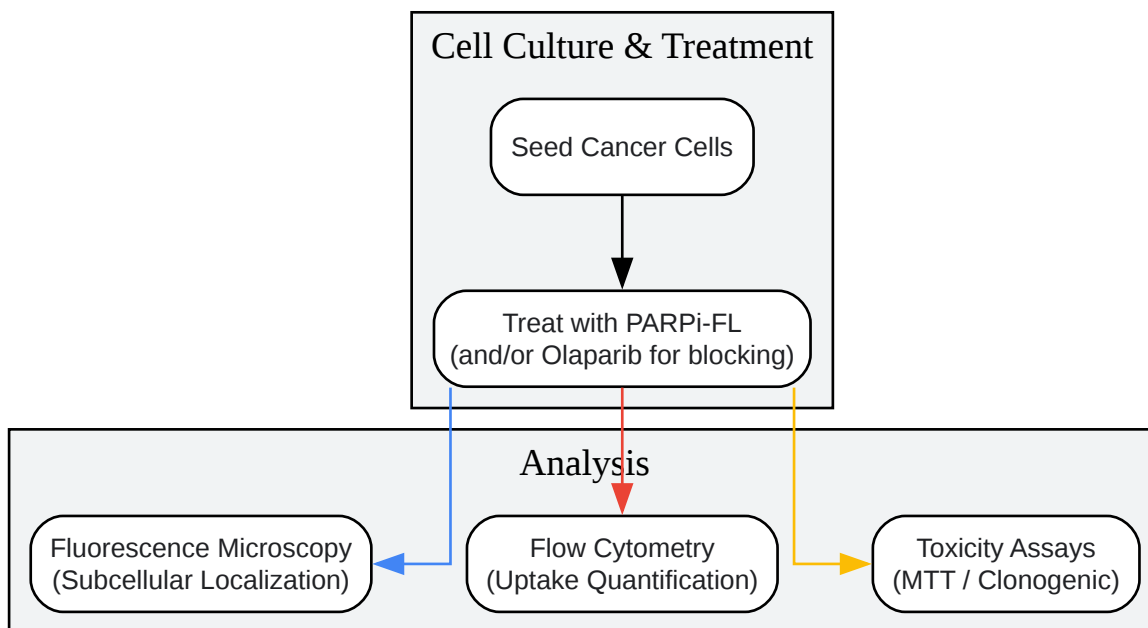 Cell Culture & Treatment
Seed Cancer Cells
Treat with PARPi-FL
(and/or Olaparib for blocking)
Analysis
Fluorescence Microscopy
(Subcellular Localization)
Flow Cytometry
(Uptake Quantification)
Toxicity Assays
(MTT / Clonogenic)